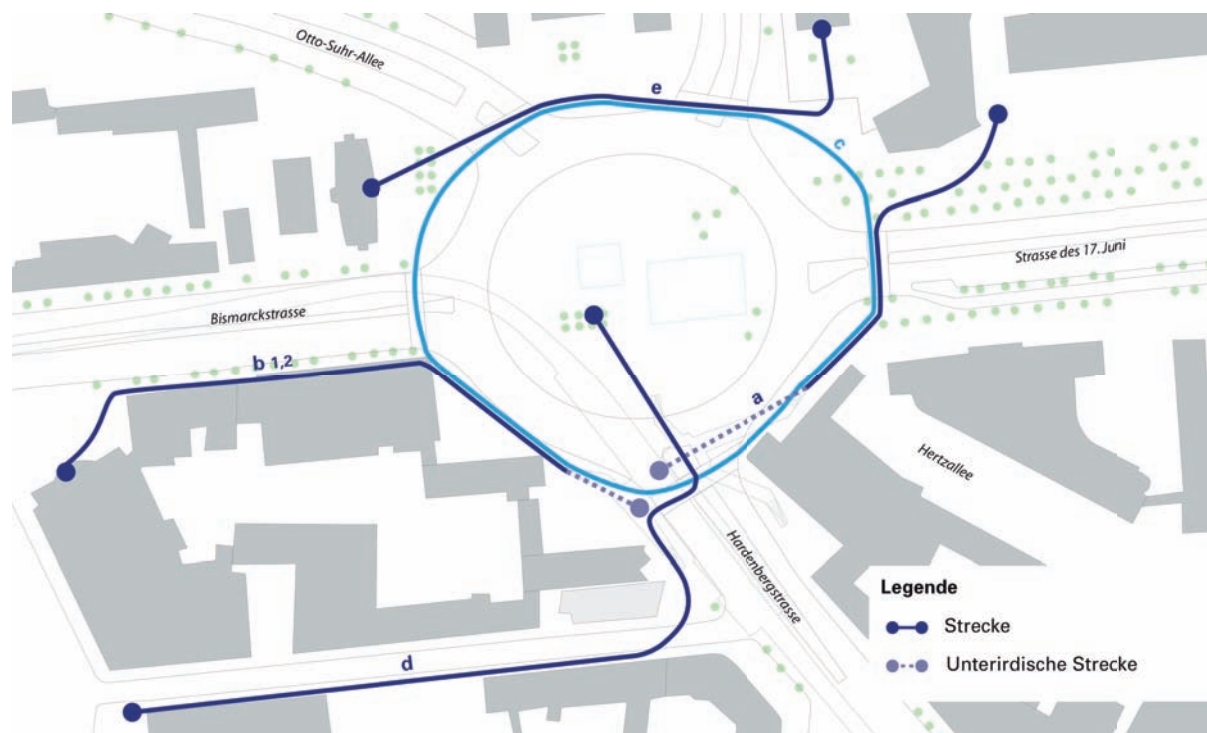 Otto-Suhr-Allee
e
c
Strasse des 17. Juni
Bismarckstrasse
b 1,2
a
Hertzallee
Hardenbergstrasse
d
Legende
Strecke
Unterirdische Strecke